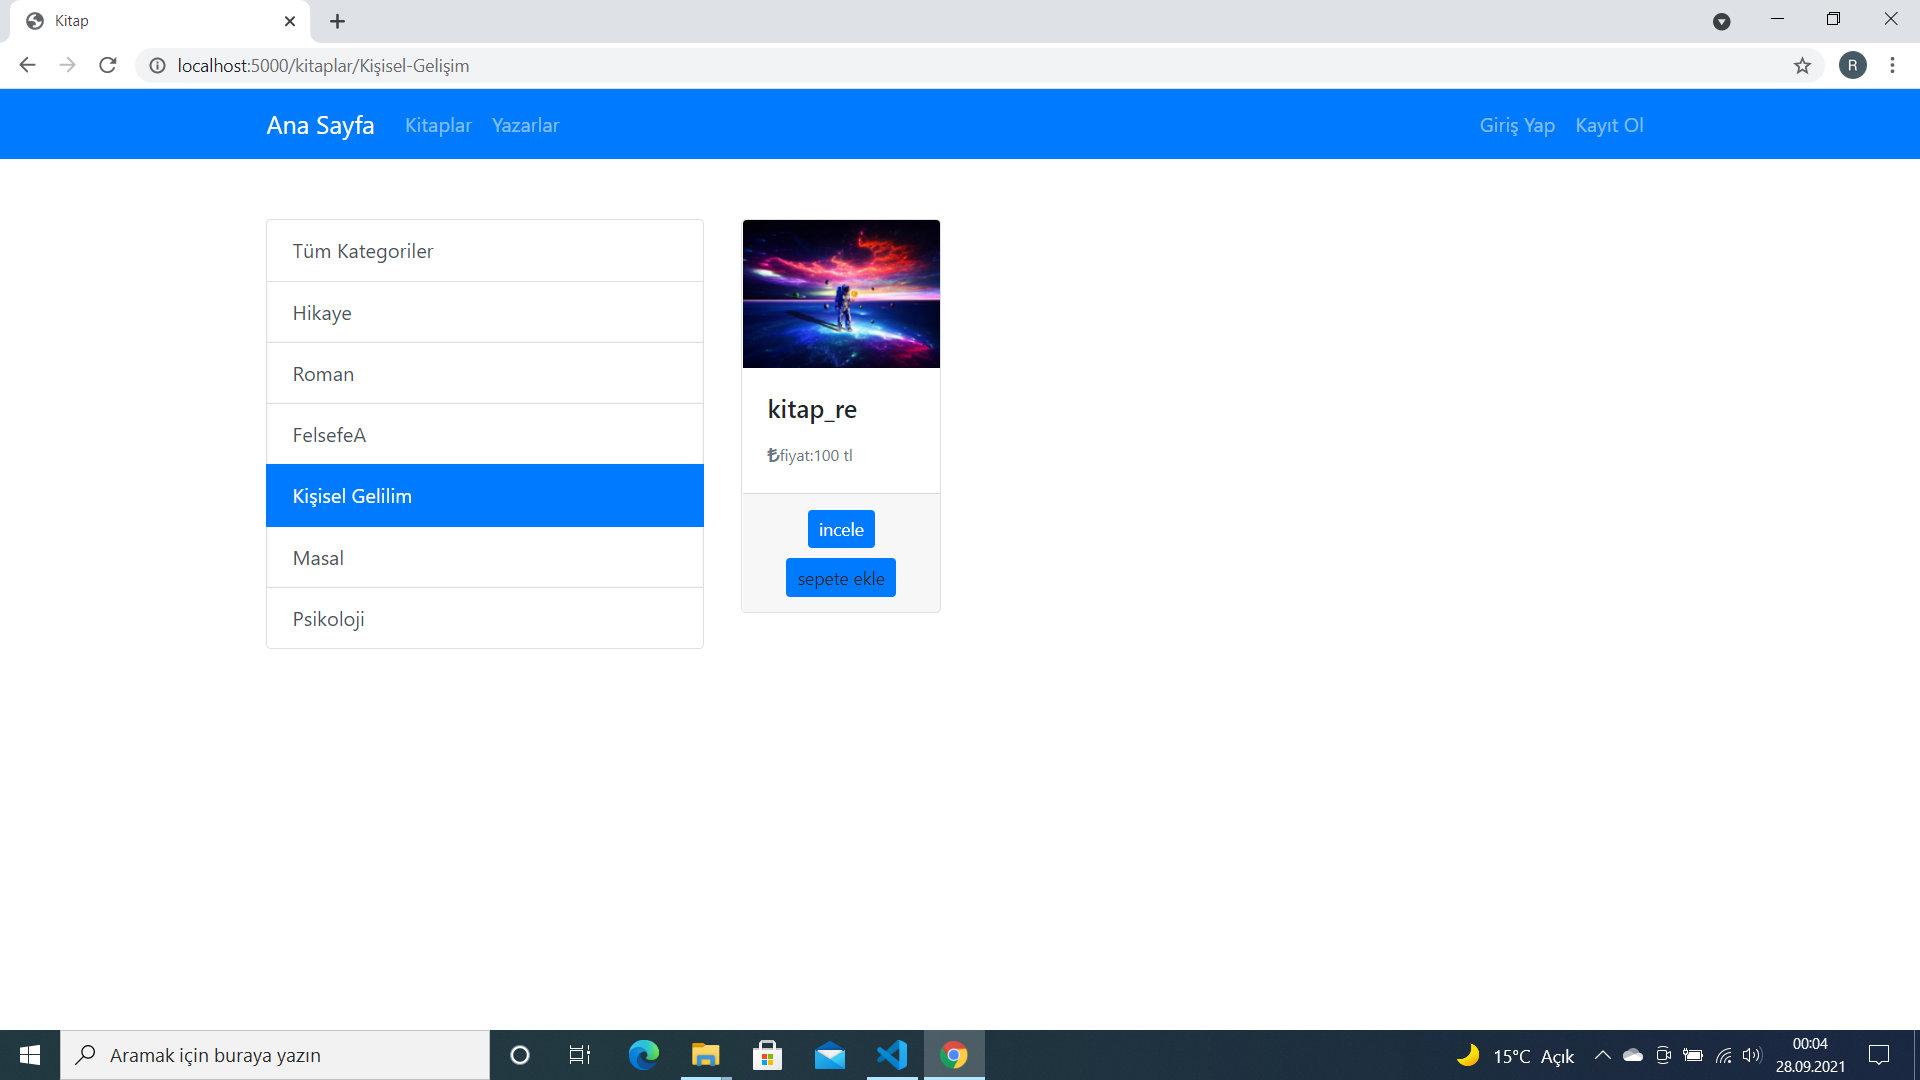 Kitap
localhost:5000/kitaplar/Kişisel-Gelişim
R
Ana Sayfa Kitaplar Yazarlar Giriş Yap Kayıt Ol
Tüm Kategoriler
Hikaye
Roman
FelsefeA
Kişisel Gelilim
Masal
Psikoloji
kitap_re
₺fiyat:100 tl
incele
sepete ekle
Aramak için buraya yazın
15°C Açık
00:04
28.09.2021